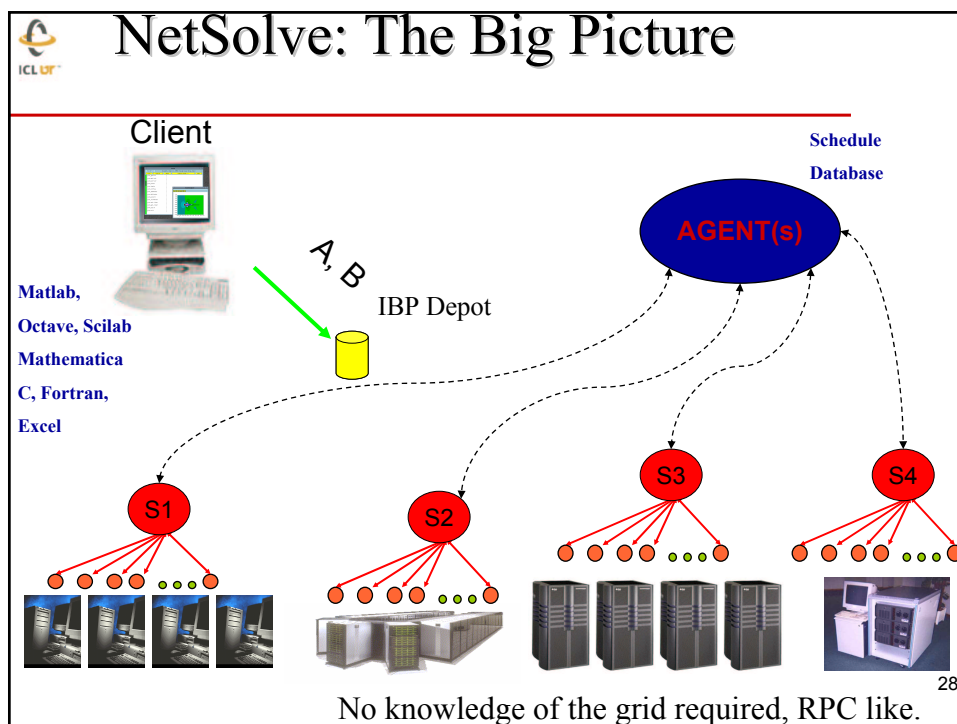 NetSolve: The Big Picture
ICL UT
Client
Schedule
Database
AGENT(s)
A, B
IBP Depot
Matlab,
Octave, Scilab
Mathematica
C, Fortran,
Excel
S1
S2
S3
S4
28
No knowledge of the grid required, RPC like.